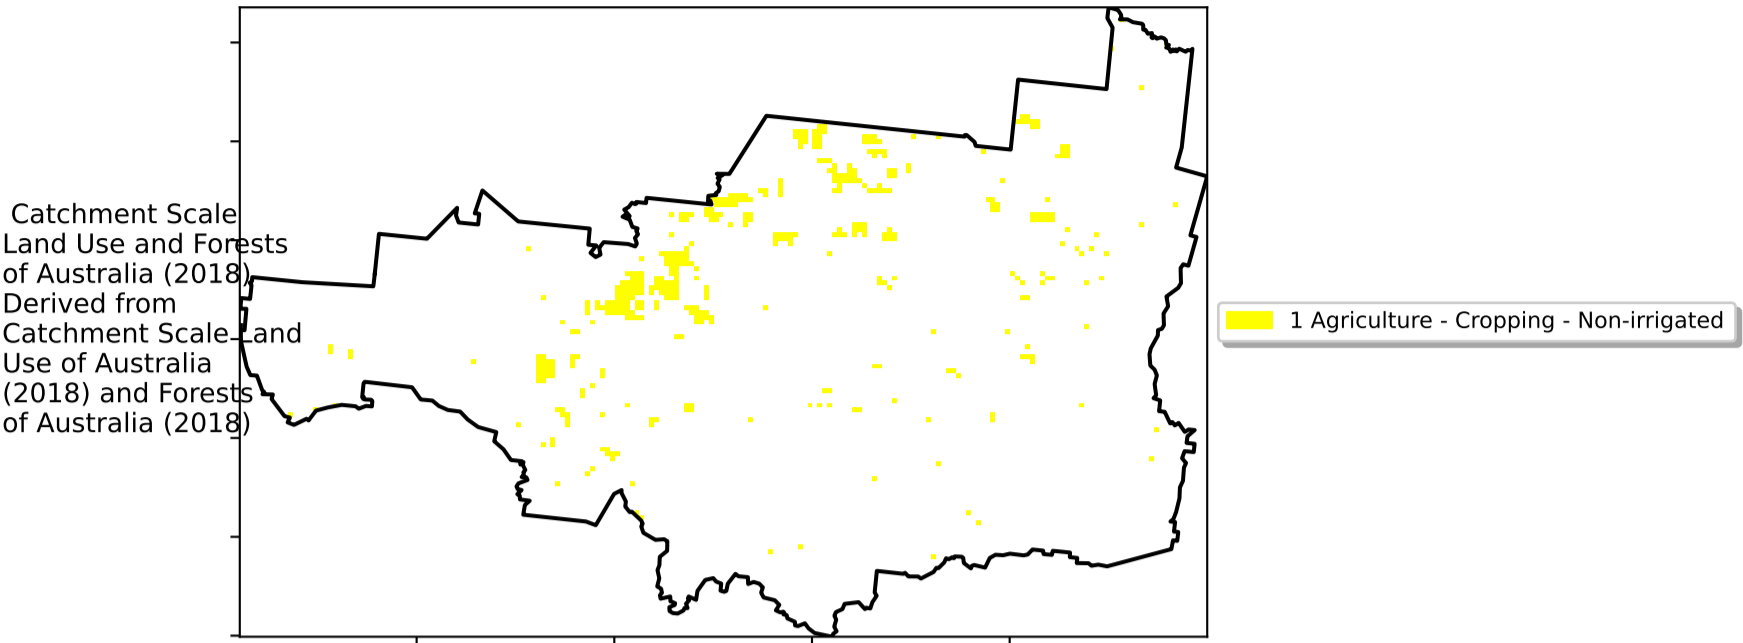 Catchment Scale
Land Use and Forests
of Australia (2018)
Derived from
Catchment Scale Land
Use of Australia
(2018) and Forests
of Australia (2018)
1 Agriculture - Cropping - Non-irrigated